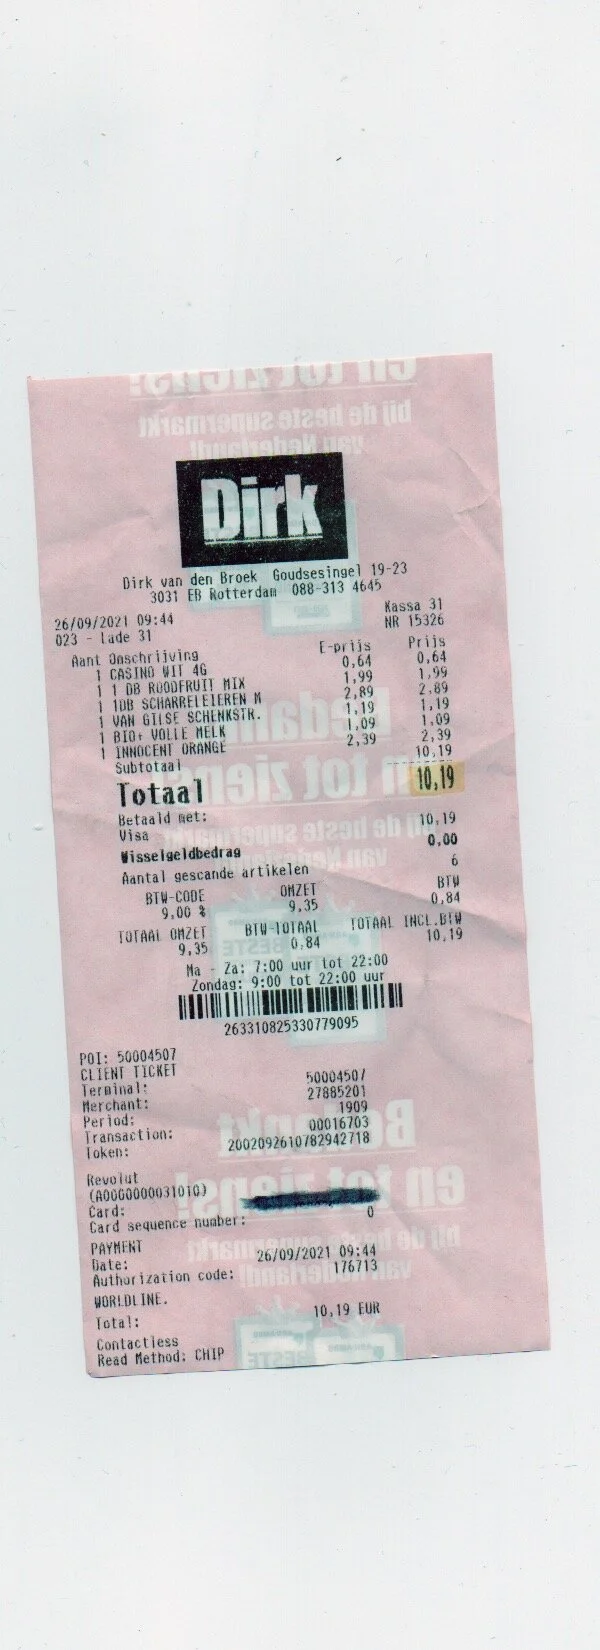 Dirk
Dirk van den Broek Goudsesingel 19-23
3031 EB Rotterdam 088-313 4645
26/09/2021 09:44 Kassa 31
023 - Lade 31 NR 15326
Aant Omschrijving E-prijs Prijs
1 CASINO WIT 4G 0,64 0,64
1 1 DB ROODFRUIT MIX 1,99 1,99
1 1DB SCHARRELEIEREN M 2,89 2,89
1 VAN GILSE SCHENKSTR. 1,19 1,19
1 BIO+ VOLLE MELK 1,09 1,09
1 INNOCENT ORANGE 2,39 2,39
Subtotaal 10,19
Totaal 10,19
Betaald met:
Visa 10,19
Wisselgeldbedrag 0,00
Aantal gescande artikelen 6
BTW-CODE OMZET BTW
9,00 % 9,35 0,84
TOTAAL OMZET BTW-TOTAAL TOTAAL INCL.BTW
9,35 0,84 10,19
Ma - Za: 7:00 uur tot 22:00
Zondag: 9:00 tot 22:00 uur
263310825330779095
POI: 50004507
CLIENT TICKET
Terminal: 50004507
Merchant: 27885201
Period: 1909
Transaction: 00016703
Token: 2002092610782942718
Revolut
(A0000000031010)
Card:
Card sequence number: 0
PAYMENT
Date: 26/09/2021 09:44
Authorization code: 176713
WORLDLINE.
Total: 10,19 EUR
Contactless
Read Method: CHIP